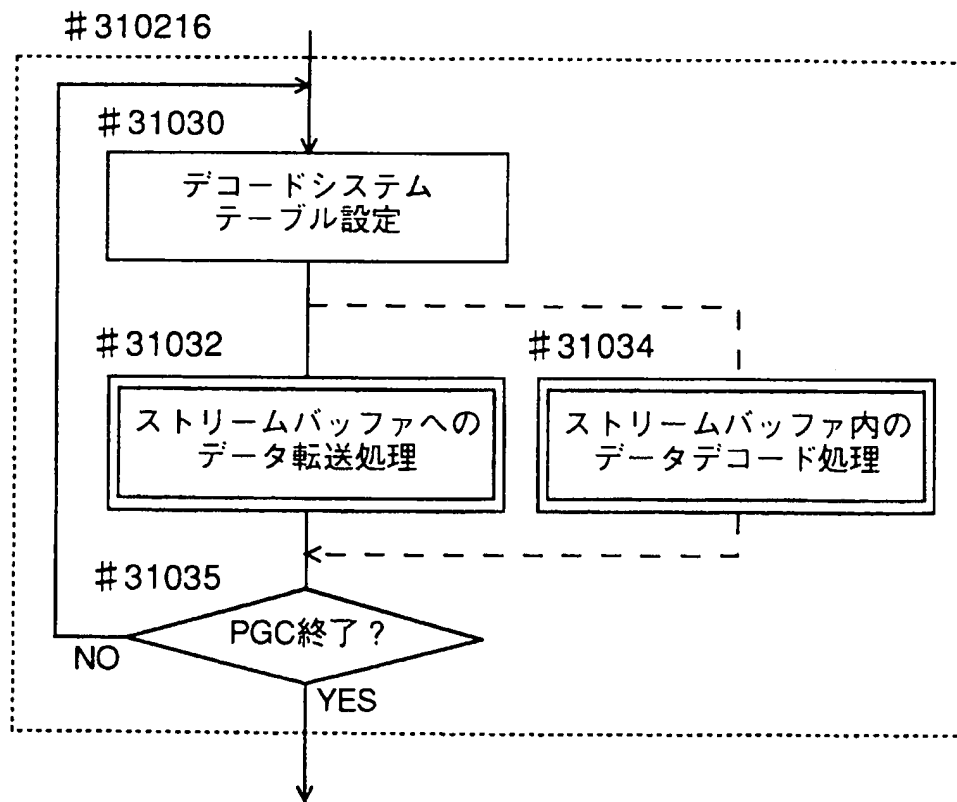 #310216
#31030
デコードシステム
テーブル設定
#31032
#31034
ストリームバッファへの
データ転送処理
ストリームバッファ内の
データデコード処理
#31035
PGC終了?
NO
YES